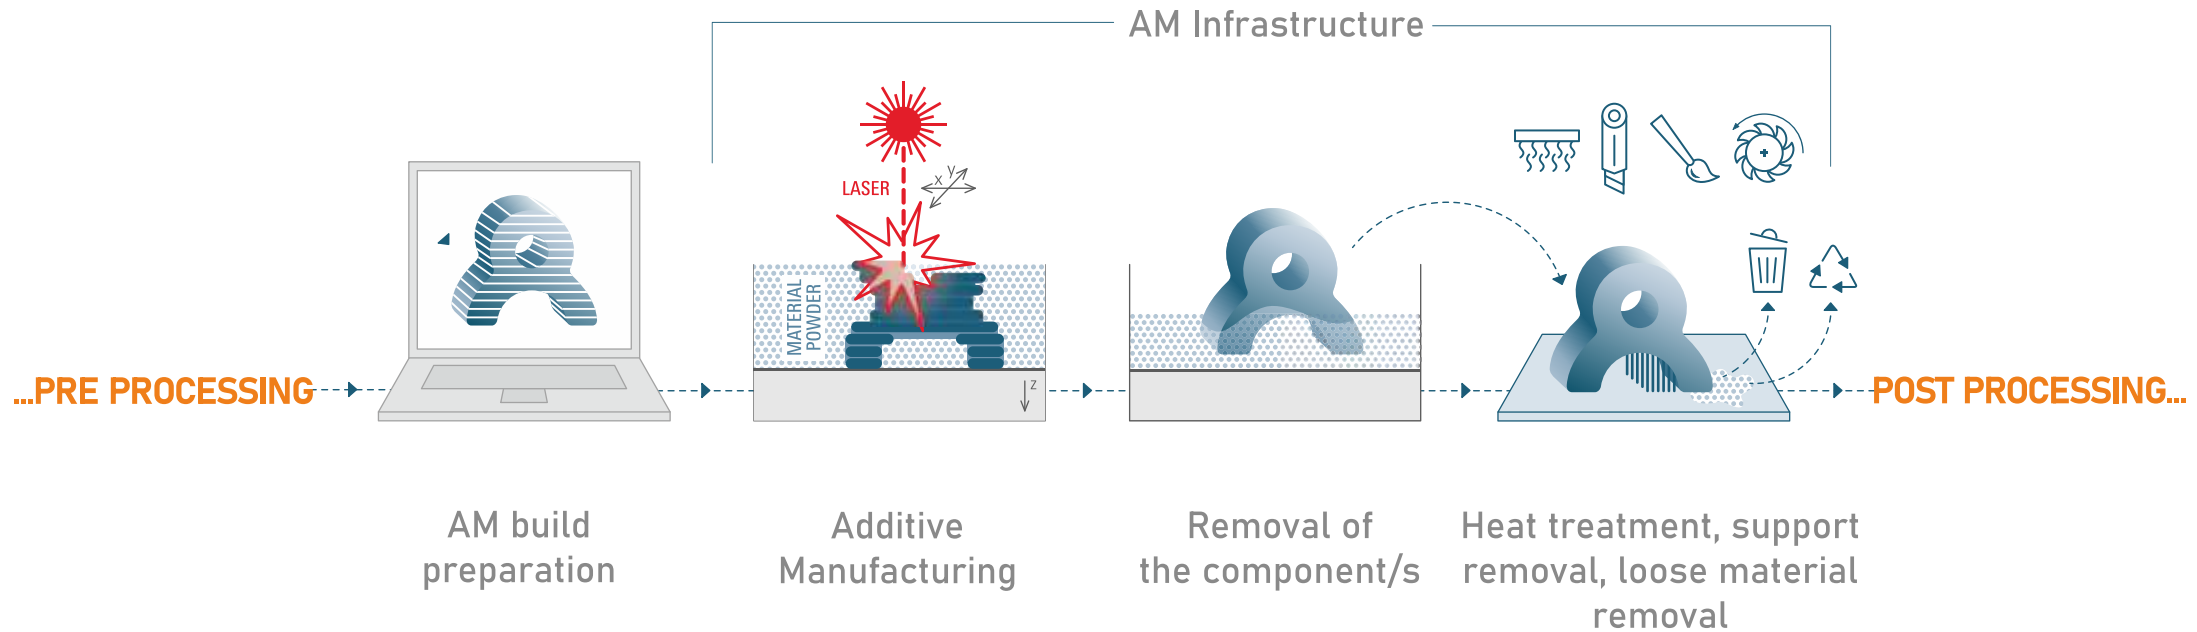 AM Infrastructure
LASER
x
y
MATERIAL
POWDER
z
...PRE PROCESSING
POST PROCESSING...
AM build
preparation
Additive
Manufacturing
Removal of
the component/s
Heat treatment, support
removal, loose material
removal